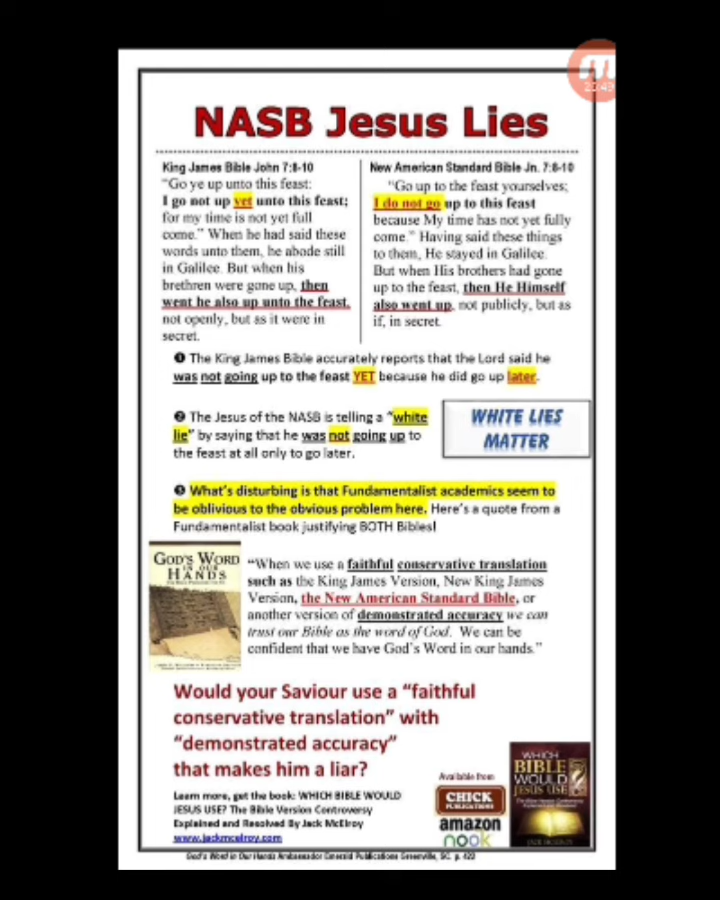 20:49
NASB Jesus Lies
King James Bible John 7:8-10
"Go ye up unto this feast:
I go not up yet unto this feast;
for my time is not yet full
come." When he had said these
words unto them, he abode still
in Galilee. But when his
brethren were gone up, then
went he also up unto the feast,
not openly, but as it were in
secret.
New American Standard Bible Jn. 7:8-10
"Go up to the feast yourselves;
I do not go up to this feast
because My time has not yet fully
come." Having said these things
to them, He stayed in Galilee.
But when His brothers had gone
up to the feast, then He Himself
also went up, not publicly, but as
if, in secret.
❶ The King James Bible accurately reports that the Lord said he
was not going up to the feast YET because he did go up later.
❷ The Jesus of the NASB is telling a "white
lie" by saying that he was not going up to
the feast at all only to go later.
WHITE LIES
MATTER
❸ What's disturbing is that Fundamentalist academics seem to
be oblivious to the obvious problem here. Here's a quote from a
Fundamentalist book justifying BOTH Bibles!
GOD'S WORD
IN OUR
HANDS
"When we use a faithful conservative translation
such as the King James Version, New King James
Version, the New American Standard Bible, or
another version of demonstrated accuracy we can
trust our Bible as the word of God. We can be
confident that we have God's Word in our hands."
Would your Saviour use a "faithful
conservative translation" with
"demonstrated accuracy"
that makes him a liar?
Learn more, get the book: WHICH BIBLE WOULD
JESUS USE? The Bible Version Controversy
Explained and Resolved By Jack McElroy
www.jackmcelroy.com
Available from
CHICK
PUBLICATIONS
amazon
nook
WHICH
BIBLE
WOULD
JESUS USE?
JACK MCELROY
God's Word in Our Hands Ambassador Emerald Publications Greenville, SC. p. 422